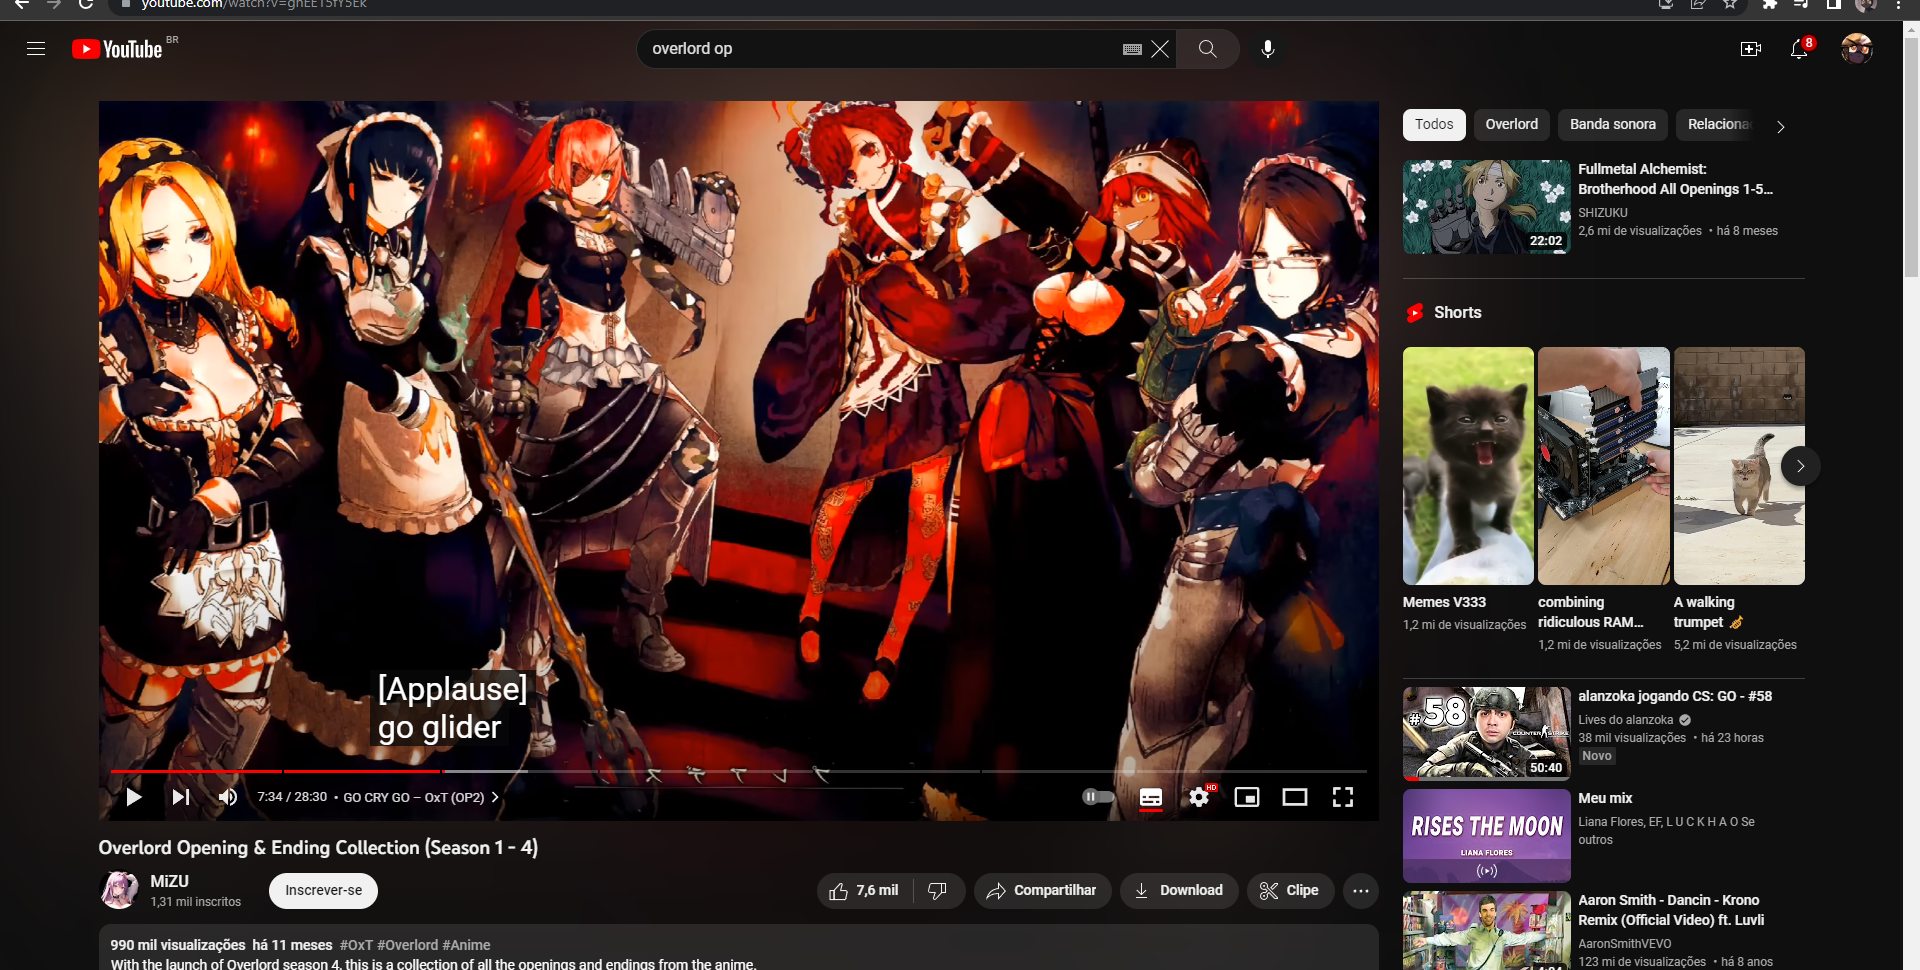 youtube.com/watch?v=ghEET5fY5Ek
YouTube BR
overlord op
8
[Applause]
go glider
プレアデス
7:34 / 28:30 • GO CRY GO – OxT (OP2)
HD
Overlord Opening & Ending Collection (Season 1 - 4)
MiZU
1,31 mil inscritos
Inscrever-se
7,6 mil
Compartilhar
Download
Clipe
990 mil visualizações há 11 meses #OxT #Overlord #Anime
With the launch of Overlord season 4, this is a collection of all the openings and endings from the anime.
Todos
Overlord
Banda sonora
Relaciona
Fullmetal Alchemist:
Brotherhood All Openings 1-5...
SHIZUKU
2,6 mi de visualizações • há 8 meses
22:02
Shorts
Memes V333
1,2 mi de visualizações
combining
ridiculous RAM...
1,2 mi de visualizações
A walking
trumpet 🎺
5,2 mi de visualizações
#58
COUNTER STRIKE
50:40
alanzoka jogando CS: GO - #58
Lives do alanzoka
38 mil visualizações • há 23 horas
Novo
RISES THE MOON
LIANA FLORES
Meu mix
Liana Flores, EF, L U C K H A O Se
outros
Aaron Smith - Dancin - Krono
Remix (Official Video) ft. Luvli
AaronSmithVEVO
123 mi de visualizações • há 8 anos